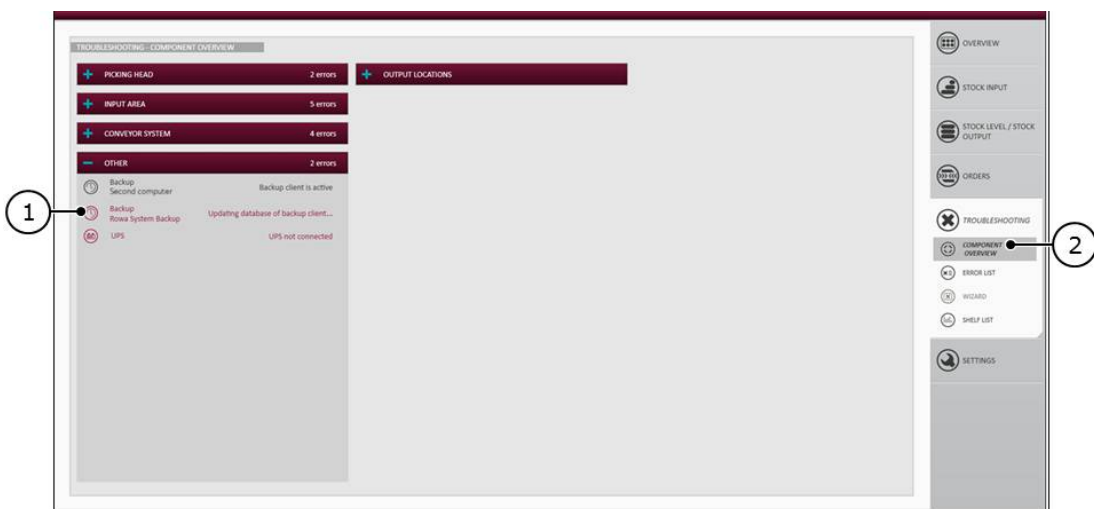 TROUBLESHOOTING - COMPONENT OVERVIEW
PICKING HEAD 2 errors
INPUT AREA 5 errors
CONVEYOR SYSTEM 4 errors
OTHER 2 errors
Backup
Second computer
Backup client is active
Backup
Rowa System Backup
Updating database of backup client...
UPS
UPS not connected
OUTPUT LOCATIONS
OVERVIEW
STOCK INPUT
STOCK LEVEL / STOCK
OUTPUT
ORDERS
TROUBLESHOOTING
COMPONENT
OVERVIEW
ERROR LIST
WIZARD
SHELF LIST
SETTINGS
1
2